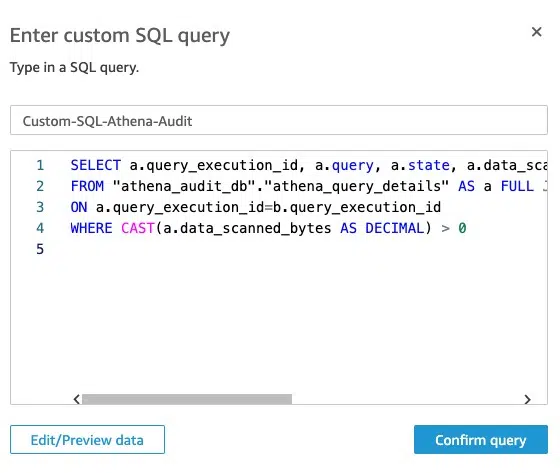 Enter custom SQL query
Type in a SQL query.
Custom-SQL-Athena-Audit
1 SELECT a.query_execution_id, a.query, a.state, a.data_sca
2 FROM "athena_audit_db"."athena_query_details" AS a FULL
3 ON a.query_execution_id=b.query_execution_id
4 WHERE CAST(a.data_scanned_bytes AS DECIMAL) > 0
5
Edit/Preview data
Confirm query